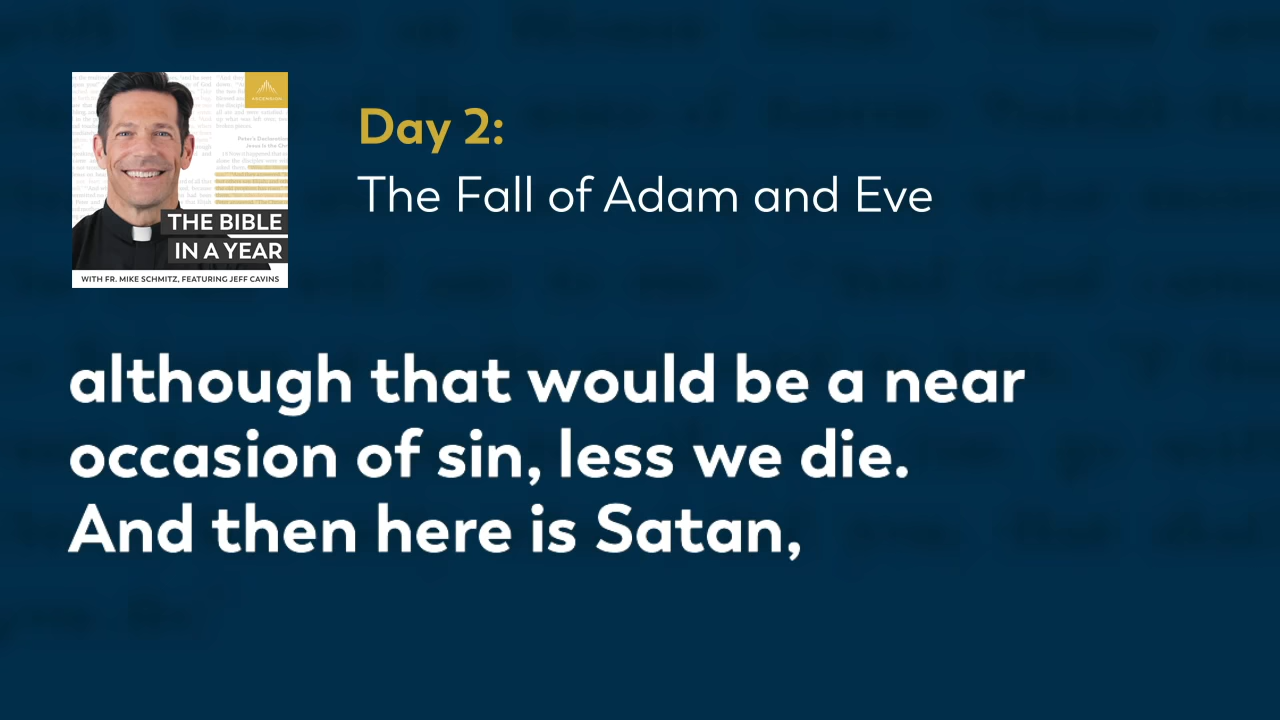 ASCENSION
THE BIBLE
IN A YEAR
WITH FR. MIKE SCHMITZ, FEATURING JEFF CAVINS
Day 2:
The Fall of Adam and Eve
although that would be a near
occasion of sin, less we die.
And then here is Satan,